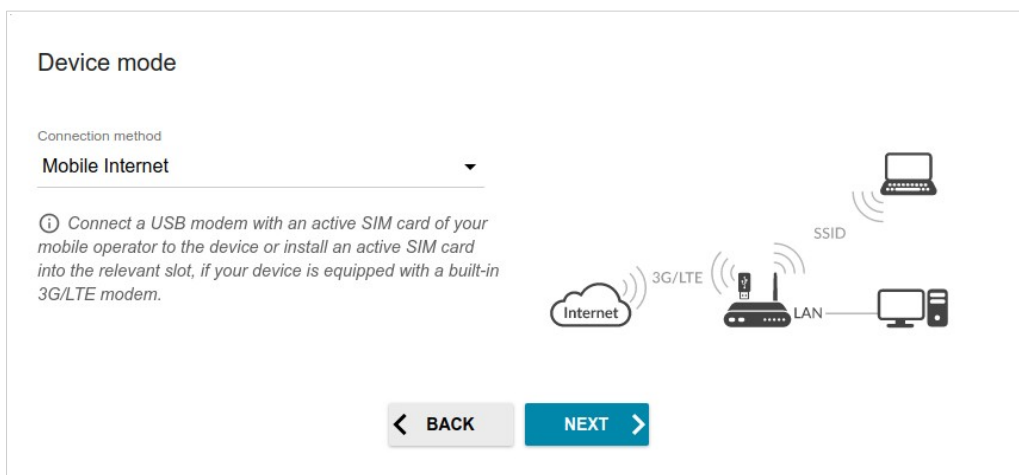 Device mode
Connection method
Mobile Internet
Connect a USB modem with an active SIM card of your
mobile operator to the device or install an active SIM card
into the relevant slot, if your device is equipped with a built-in
3G/LTE modem.
SSID
3G/LTE
Internet
LAN
BACK
NEXT